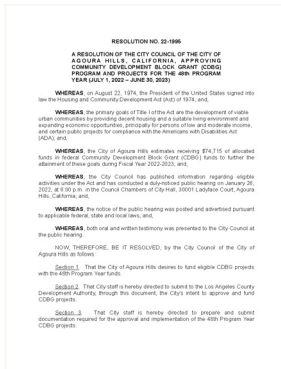 RESOLUTION NO. 22-1995
A RESOLUTION OF THE CITY COUNCIL OF THE CITY OF
AGOURA HILLS, CALIFORNIA, APPROVING
COMMUNITY DEVELOPMENT BLOCK GRANT (CDBG)
PROGRAM AND PROJECTS FOR THE 48th PROGRAM
YEAR (JULY 1, 2022 – JUNE 30, 2023)
WHEREAS, on August 22, 1974, the President of the United States signed into
law the Housing and Community Development Act (Act) of 1974; and,
WHEREAS, the primary goals of Title I of the Act are the development of viable
urban communities by providing decent housing and a suitable living environment and
expanding economic opportunities, principally for persons of low and moderate income,
and certain public projects for compliance with the Americans with Disabilities Act
(ADA); and,
WHEREAS, the City of Agoura Hills estimates receiving $74,715 of allocated
funds in federal Community Development Block Grant (CDBG) funds to further the
attainment of these goals during Fiscal Year 2022-2023; and,
WHEREAS, the City Council has published information regarding eligible
activities under the Act and has conducted a duly-noticed public hearing on January 26,
2022, at 6:00 p.m. in the Council Chambers of City Hall, 30001 Ladyface Court, Agoura
Hills, California; and,
WHEREAS, the notice of the public hearing was posted and advertised pursuant
to applicable federal, state and local laws; and,
WHEREAS, both oral and written testimony was presented to the City Council at
the public hearing.
NOW, THEREFORE, BE IT RESOLVED, by the City Council of the City of
Agoura Hills as follows:
Section 1. That the City of Agoura Hills desires to fund eligible CDBG projects
with the 48th Program Year funds.
Section 2. That City staff is hereby directed to submit to the Los Angeles County
Development Authority, through this document, the City's intent to approve and fund
CDBG projects.
Section 3. That City staff is hereby directed to prepare and submit
documentation required for the approval and implementation of the 48th Program Year
CDBG projects.